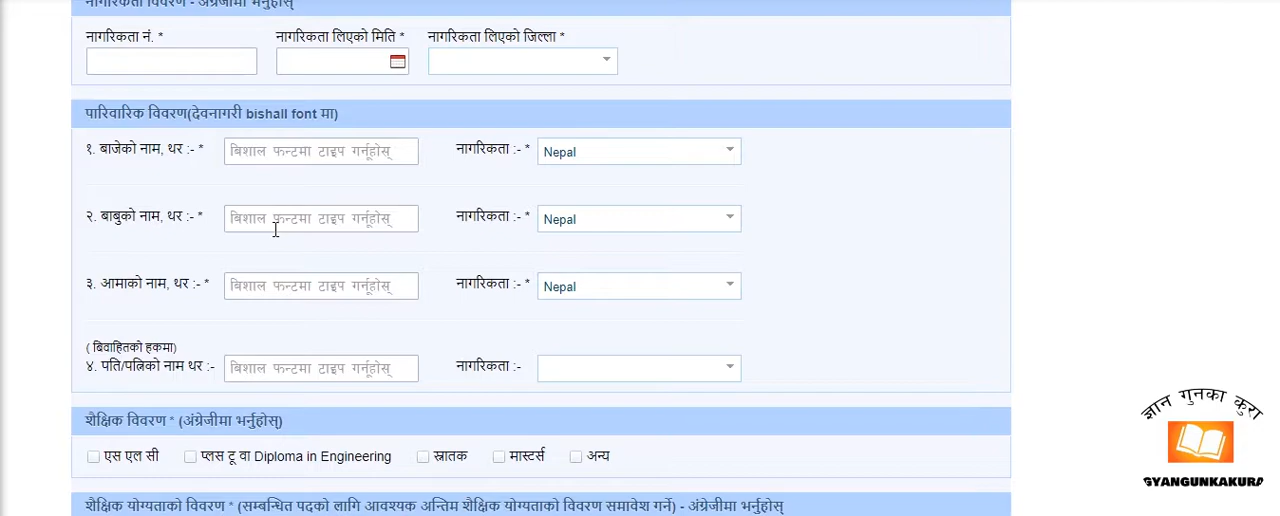 नागरिकता विवरण - अंग्रेजीमा भर्नुहोस्
नागरिकता नं. * नागरिकता लिएको मिति * नागरिकता लिएको जिल्ला *
पारिवारिक विवरण(देवनागरी bishall font मा)
१. बाजेको नाम, थर :- * बिशाल फन्टमा टाइप गर्नूहोस् नागरिकता :- * Nepal
२. बाबुको नाम, थर :- * बिशाल फन्टमा टाइप गर्नूहोस् नागरिकता :- * Nepal
३. आमाको नाम, थर :- * बिशाल फन्टमा टाइप गर्नूहोस् नागरिकता :- * Nepal
( बिवाहितको हकमा)
४. पति/पत्निको नाम थर :- बिशाल फन्टमा टाइप गर्नूहोस् नागरिकता :-
शैक्षिक विवरण * (अंग्रेजीमा भर्नुहोस्)
एस एल सी प्लस टू वा Diploma in Engineering स्नातक मास्टर्स अन्य
शैक्षिक योग्यताको विवरण * (सम्बन्धित पदको लागि आवश्यक अन्तिम शैक्षिक योग्यताको विवरण समावेश गर्ने) - अंग्रेजीमा भर्नुहोस्
ज्ञान गुनका कुरा
GYANGUNKAKURA